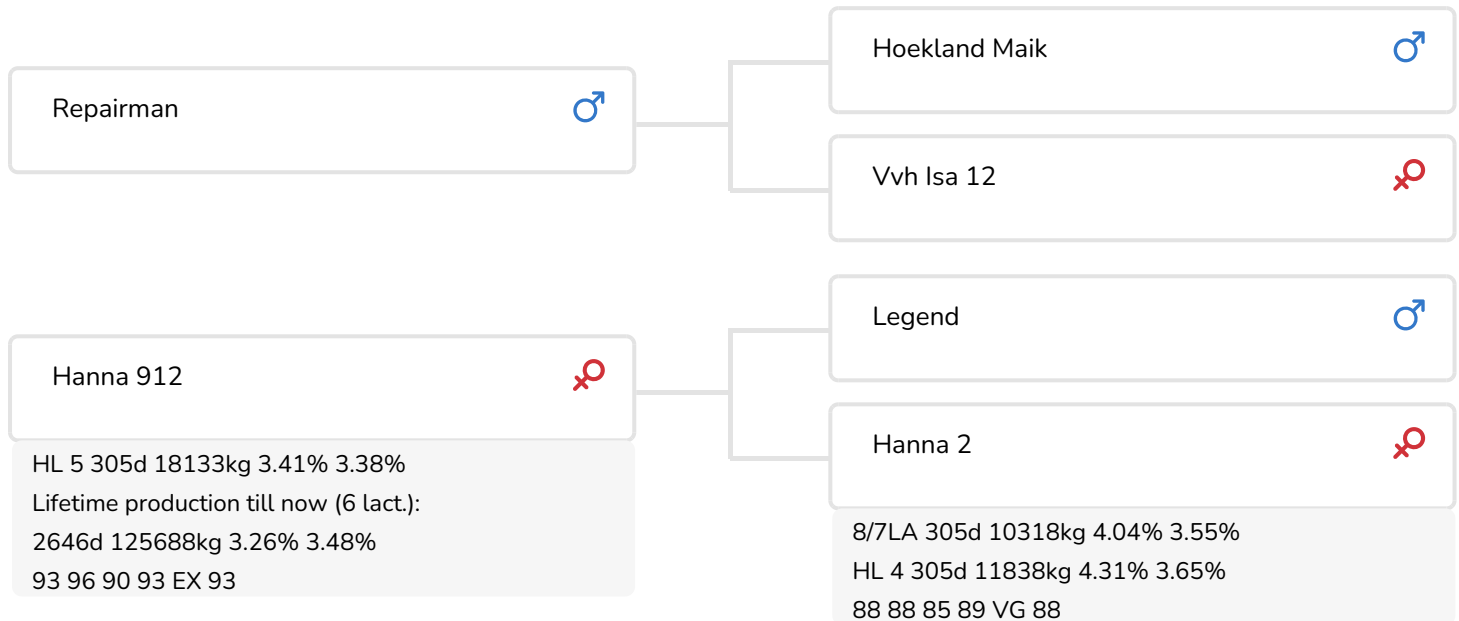 Hoekland Maik
Repairman
Vvh Isa 12
Legend
Hanna 912
HL 5 305d 18133kg 3.41% 3.38%
Lifetime production till now (6 lact.):
2646d 125688kg 3.26% 3.48%
93 96 90 93 EX 93
Hanna 2
8/7LA 305d 10318kg 4.04% 3.55%
HL 4 305d 11838kg 4.31% 3.65%
88 88 85 89 VG 88